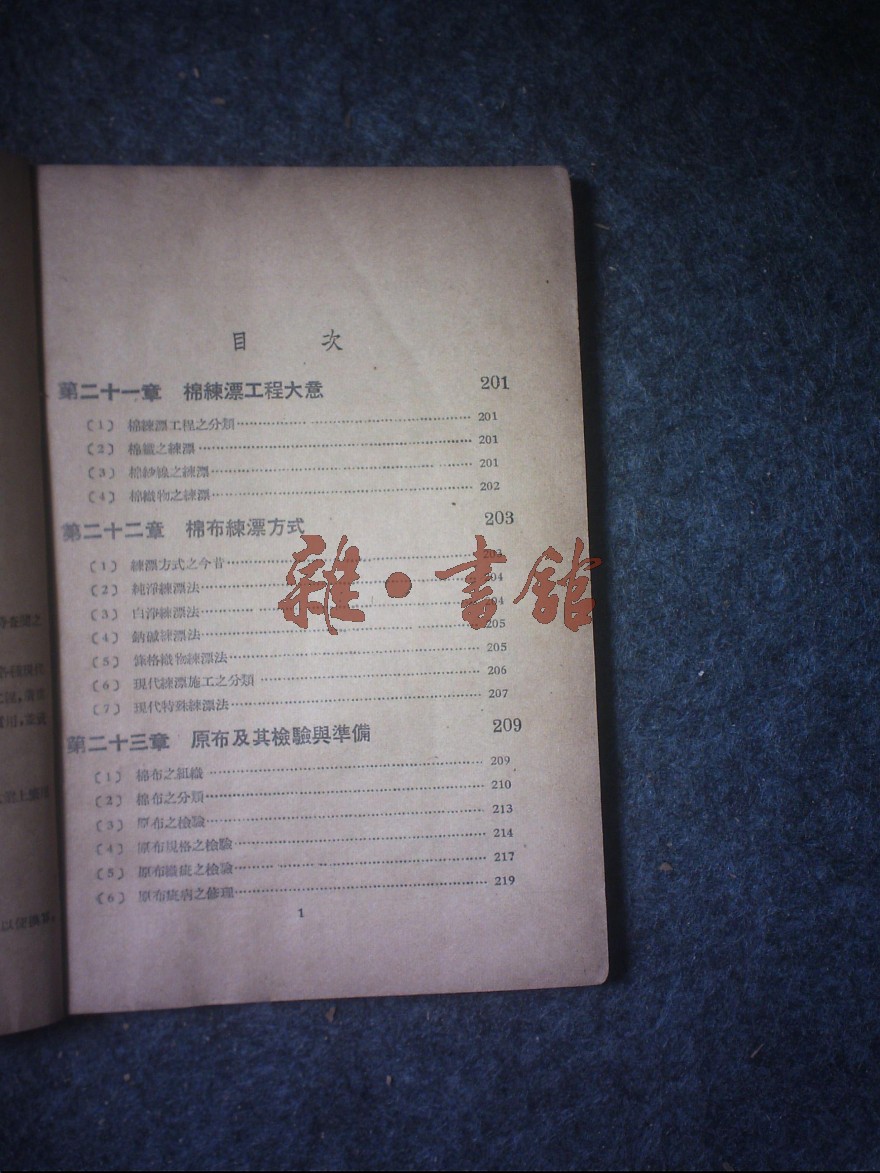 目 次
第二十一章 棉練漂工程大意 201
(1) 棉練漂工程之分類 201
(2) 棉纖之練漂 201
(3) 棉紗線之練漂 201
(4) 棉織物之練漂 202
第二十二章 棉布練漂方式 203
(1) 練漂方式之今昔 203
(2) 純淨練漂法 204
(3) 白淨練漂法 204
(4) 鈉鹼練漂法 205
(5) 條格織物練漂法 205
(6) 現代練漂施工之分類 206
(7) 現代特殊練漂法 207
第二十三章 原布及其檢驗與準備 209
(1) 棉布之組織 209
(2) 棉布之分類 210
(3) 原布之檢驗 213
(4) 原布規格之檢驗 214
(5) 原布織疵之檢驗 217
(6) 原布疵病之修理 219
1
雜·書館